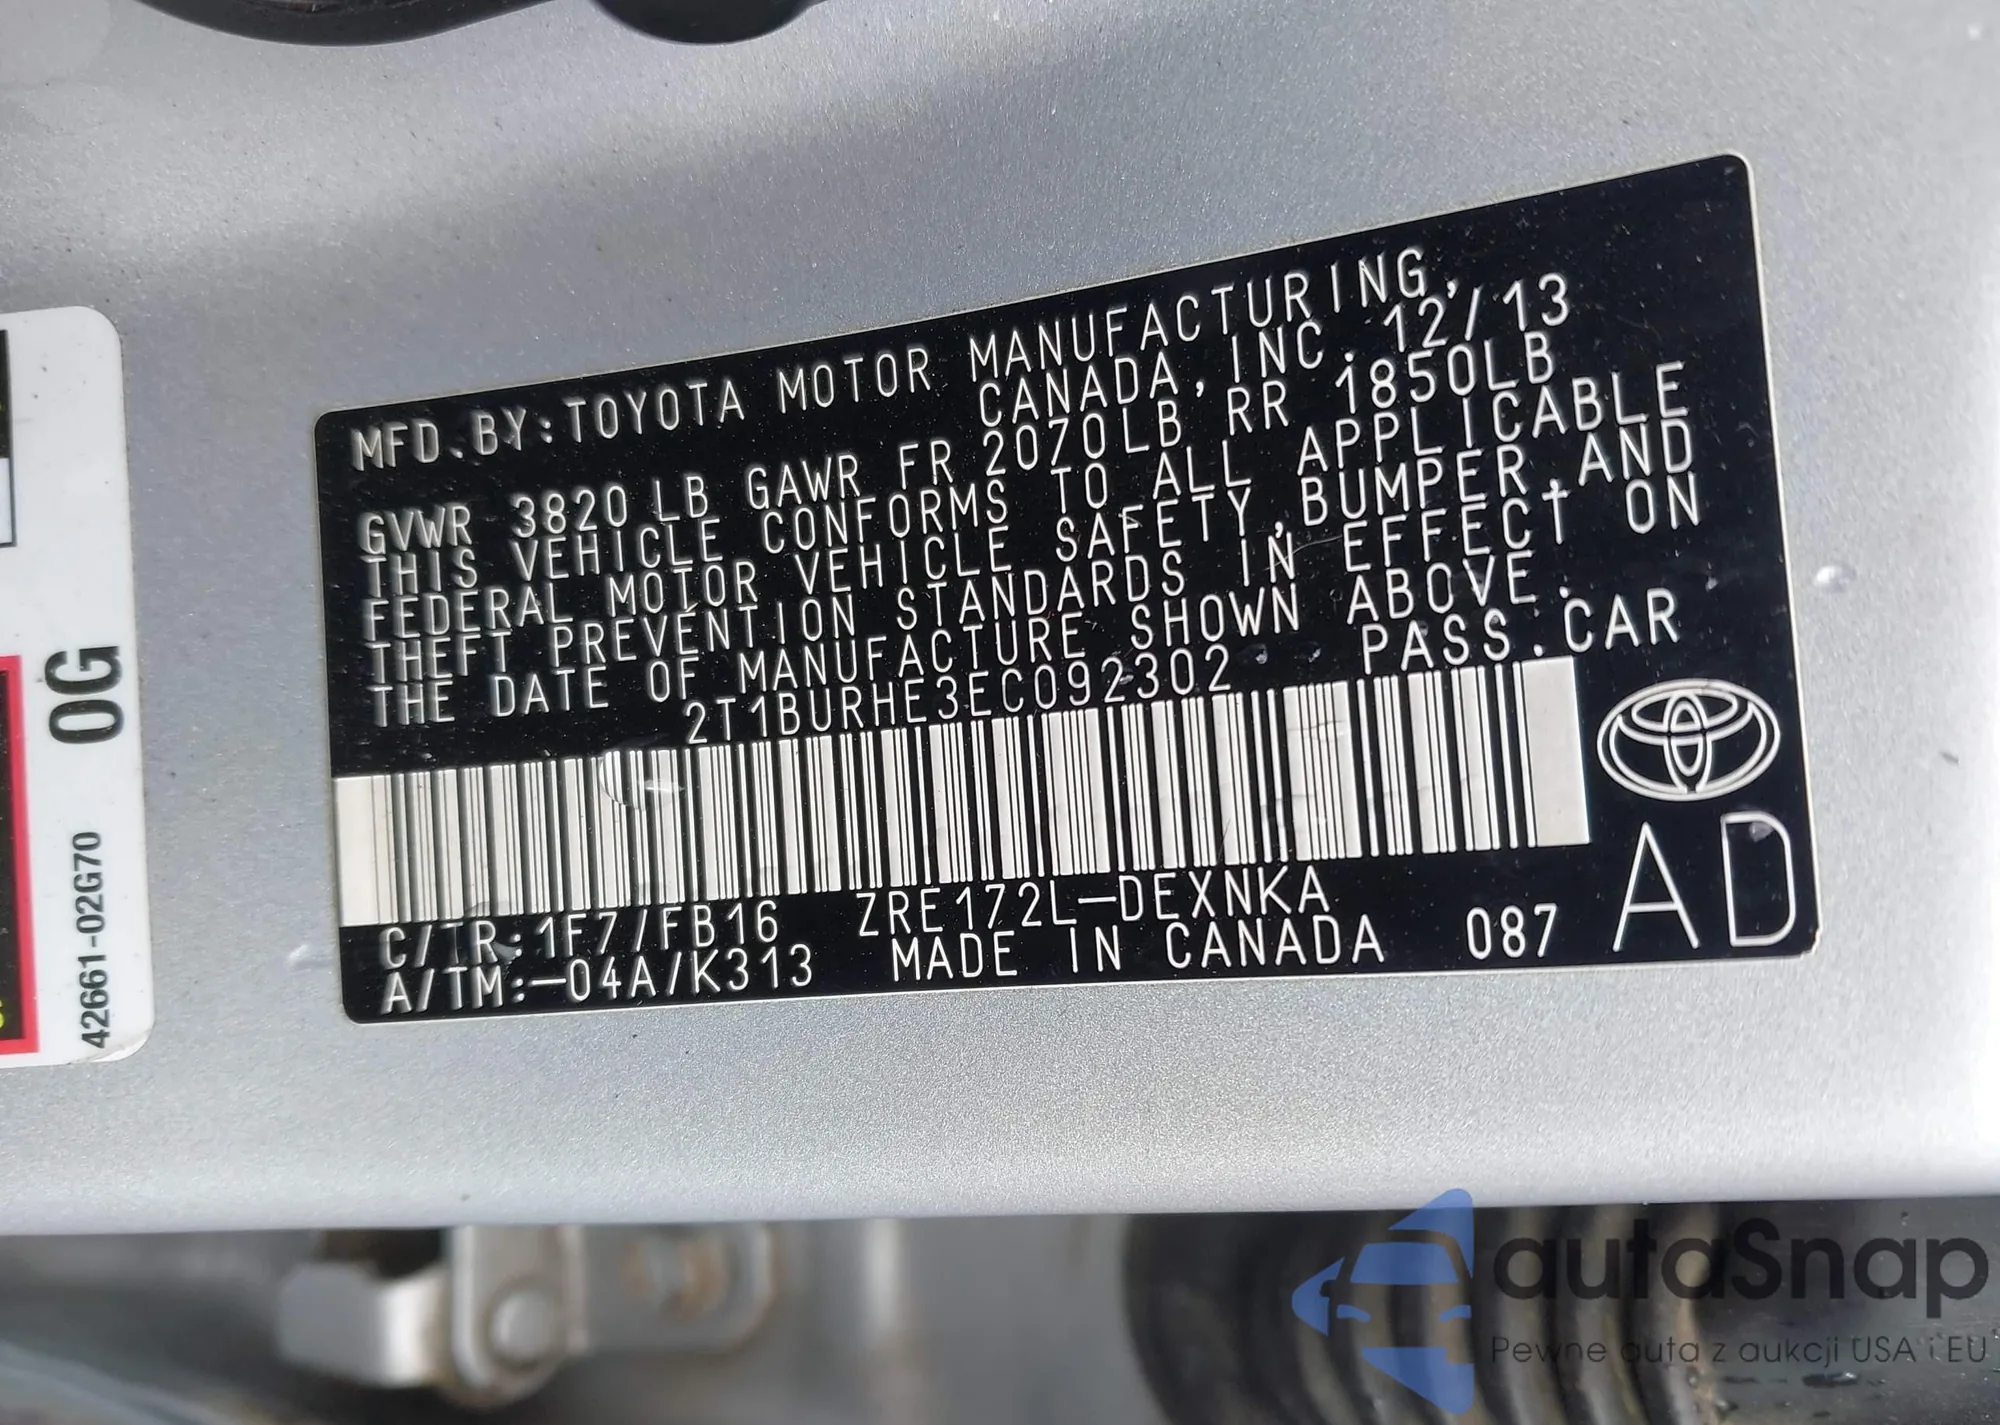 MFD.BY:TOYOTA MOTOR MANUFACTURING,
CANADA,INC. 12/13
GVWR 3820 LB GAWR FR 2070LB RR 1850LB
THIS VEHICLE CONFORMS TO ALL APPLICABLE
FEDERAL MOTOR VEHICLE SAFETY,BUMPER,AND
THEFT PREVENTION STANDARDS IN EFFECT ON
THE DATE OF MANUFACTURE SHOWN ABOVE.
2T1BURHE3EC092302 PASS.CAR
C/TR:1F7/FB16 ZRE172L-DEXNKA
A/TM:-04A/K313 MADE IN CANADA 087
AD
0G
42661-02G70
autaSnap
Pewne auta z aukcji USA i EU